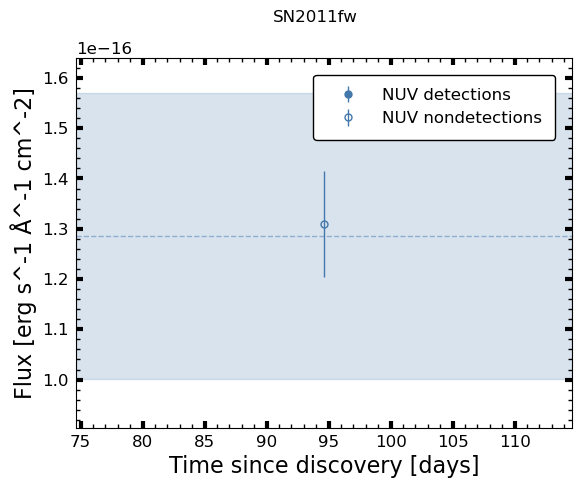 SN2011fw
1e−16
NUV detections
NUV nondetections
1.6
1.5
1.4
1.3
1.2
1.1
1.0
Flux [erg s^-1 Å^-1 cm^-2]
75 80 85 90 95 100 105 110
Time since discovery [days]